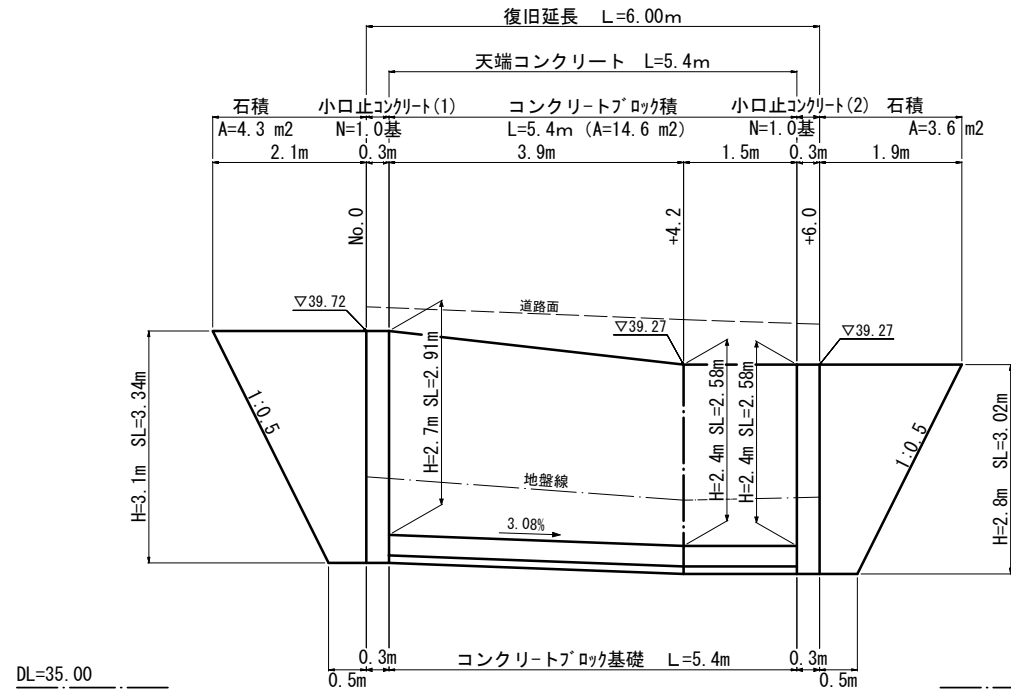 復旧延長 L=6.00m
天端コンクリート L=5.4m
石積 小口止コンクリート(1) コンクリートブロック積 小口止コンクリート(2) 石積
A=4.3 m2 N=1.0基 L=5.4m (A=14.6 m2) N=1.0基 A=3.6 m2
2.1m 0.3m 3.9m 1.5m 0.3m 1.9m
No.0
+4.2
+6.0
▽39.72
道路面
▽39.27
▽39.27
H=3.1m SL=3.34m
1:0.5
H=2.7m SL=2.91m
H=2.4m SL=2.58m
H=2.4m SL=2.58m
1:0.5
H=2.8m SL=3.02m
地盤線
3.08%
0.3m コンクリートブロック基礎 L=5.4m 0.3m
DL=35.00
0.5m 0.5m